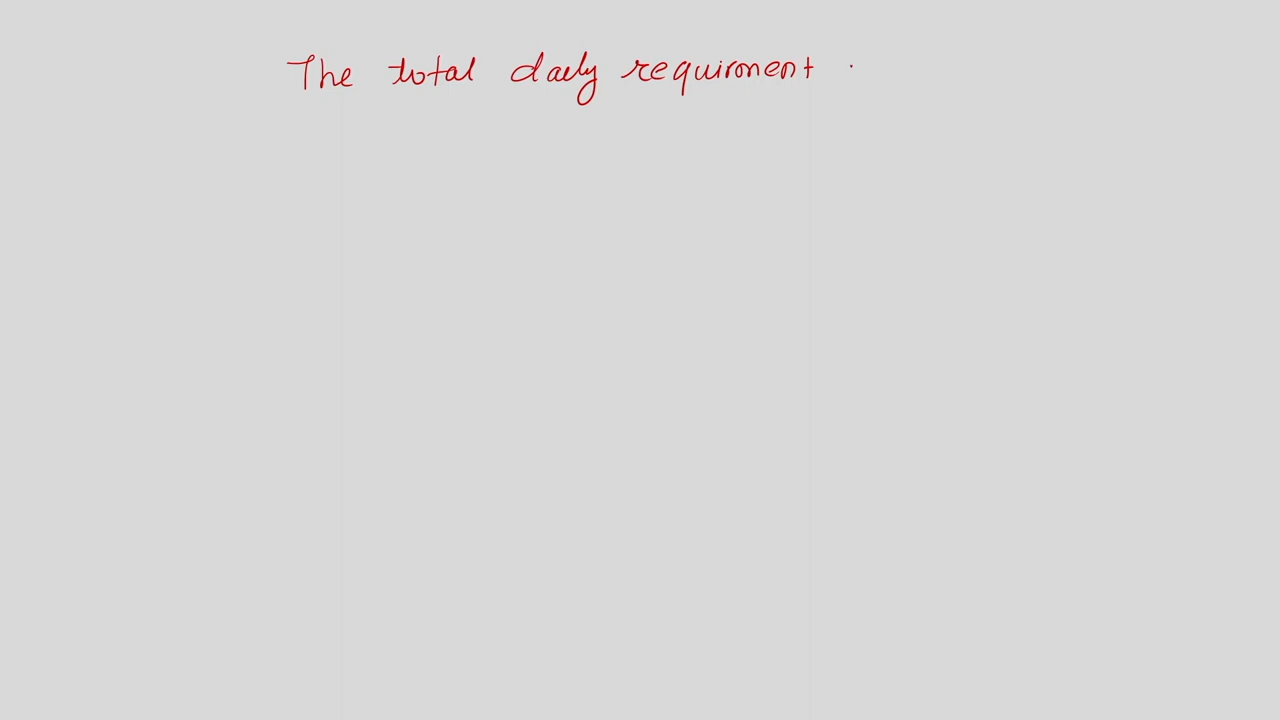 The total daily requirment .